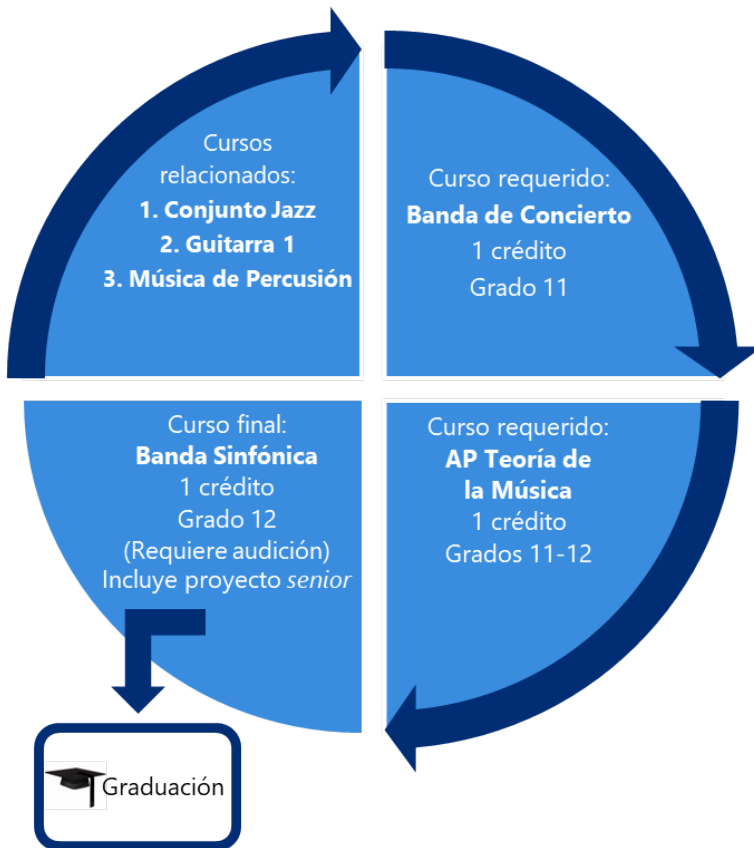 Cursos
relacionados:
1. Conjunto Jazz
2. Guitarra 1
3. Música de Percusión
Curso requerido:
Banda de Concierto
1 crédito
Grado 11
Curso requerido:
AP Teoría de
la Música
1 crédito
Grados 11-12
Curso final:
Banda Sinfónica
1 crédito
Grado 12
(Requiere audición)
Incluye proyecto senior
Graduación